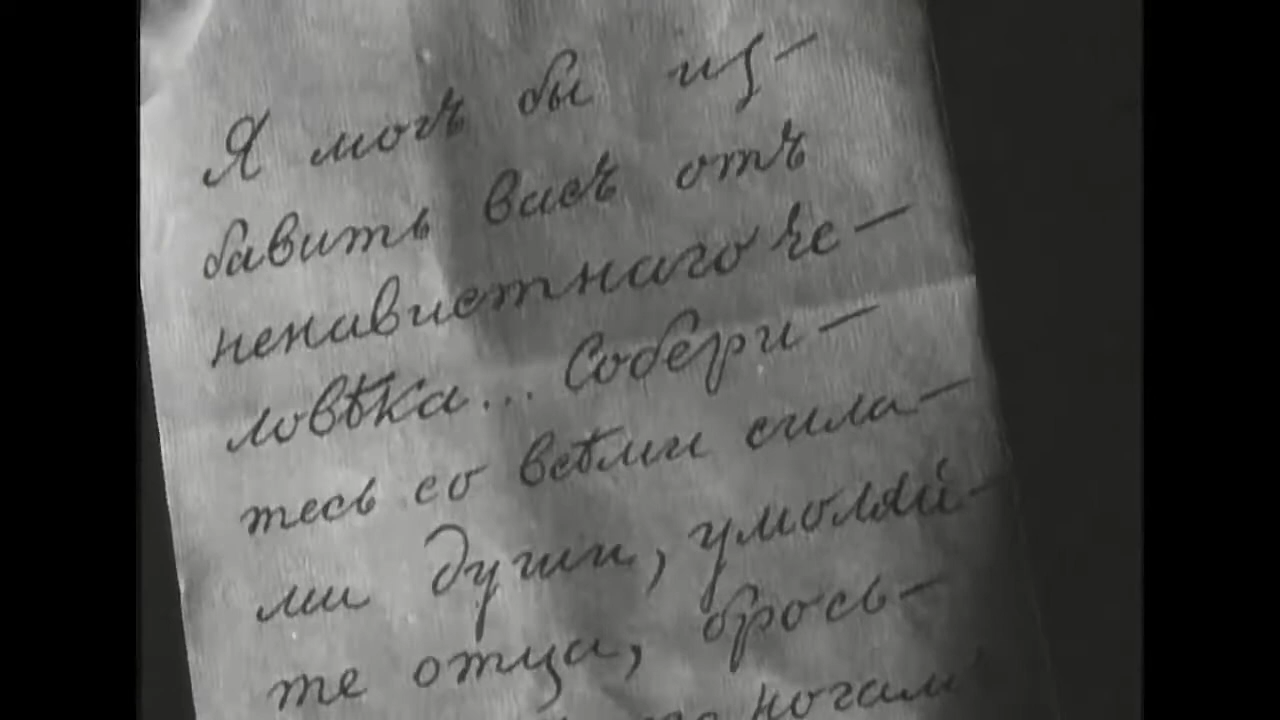 Я могъ бы из-
бавить васъ отъ
ненавистнаго че-
ловѣка... Собери-
тесь со всѣми сила-
ми души, умоляй-
те отца, брось-
ногам